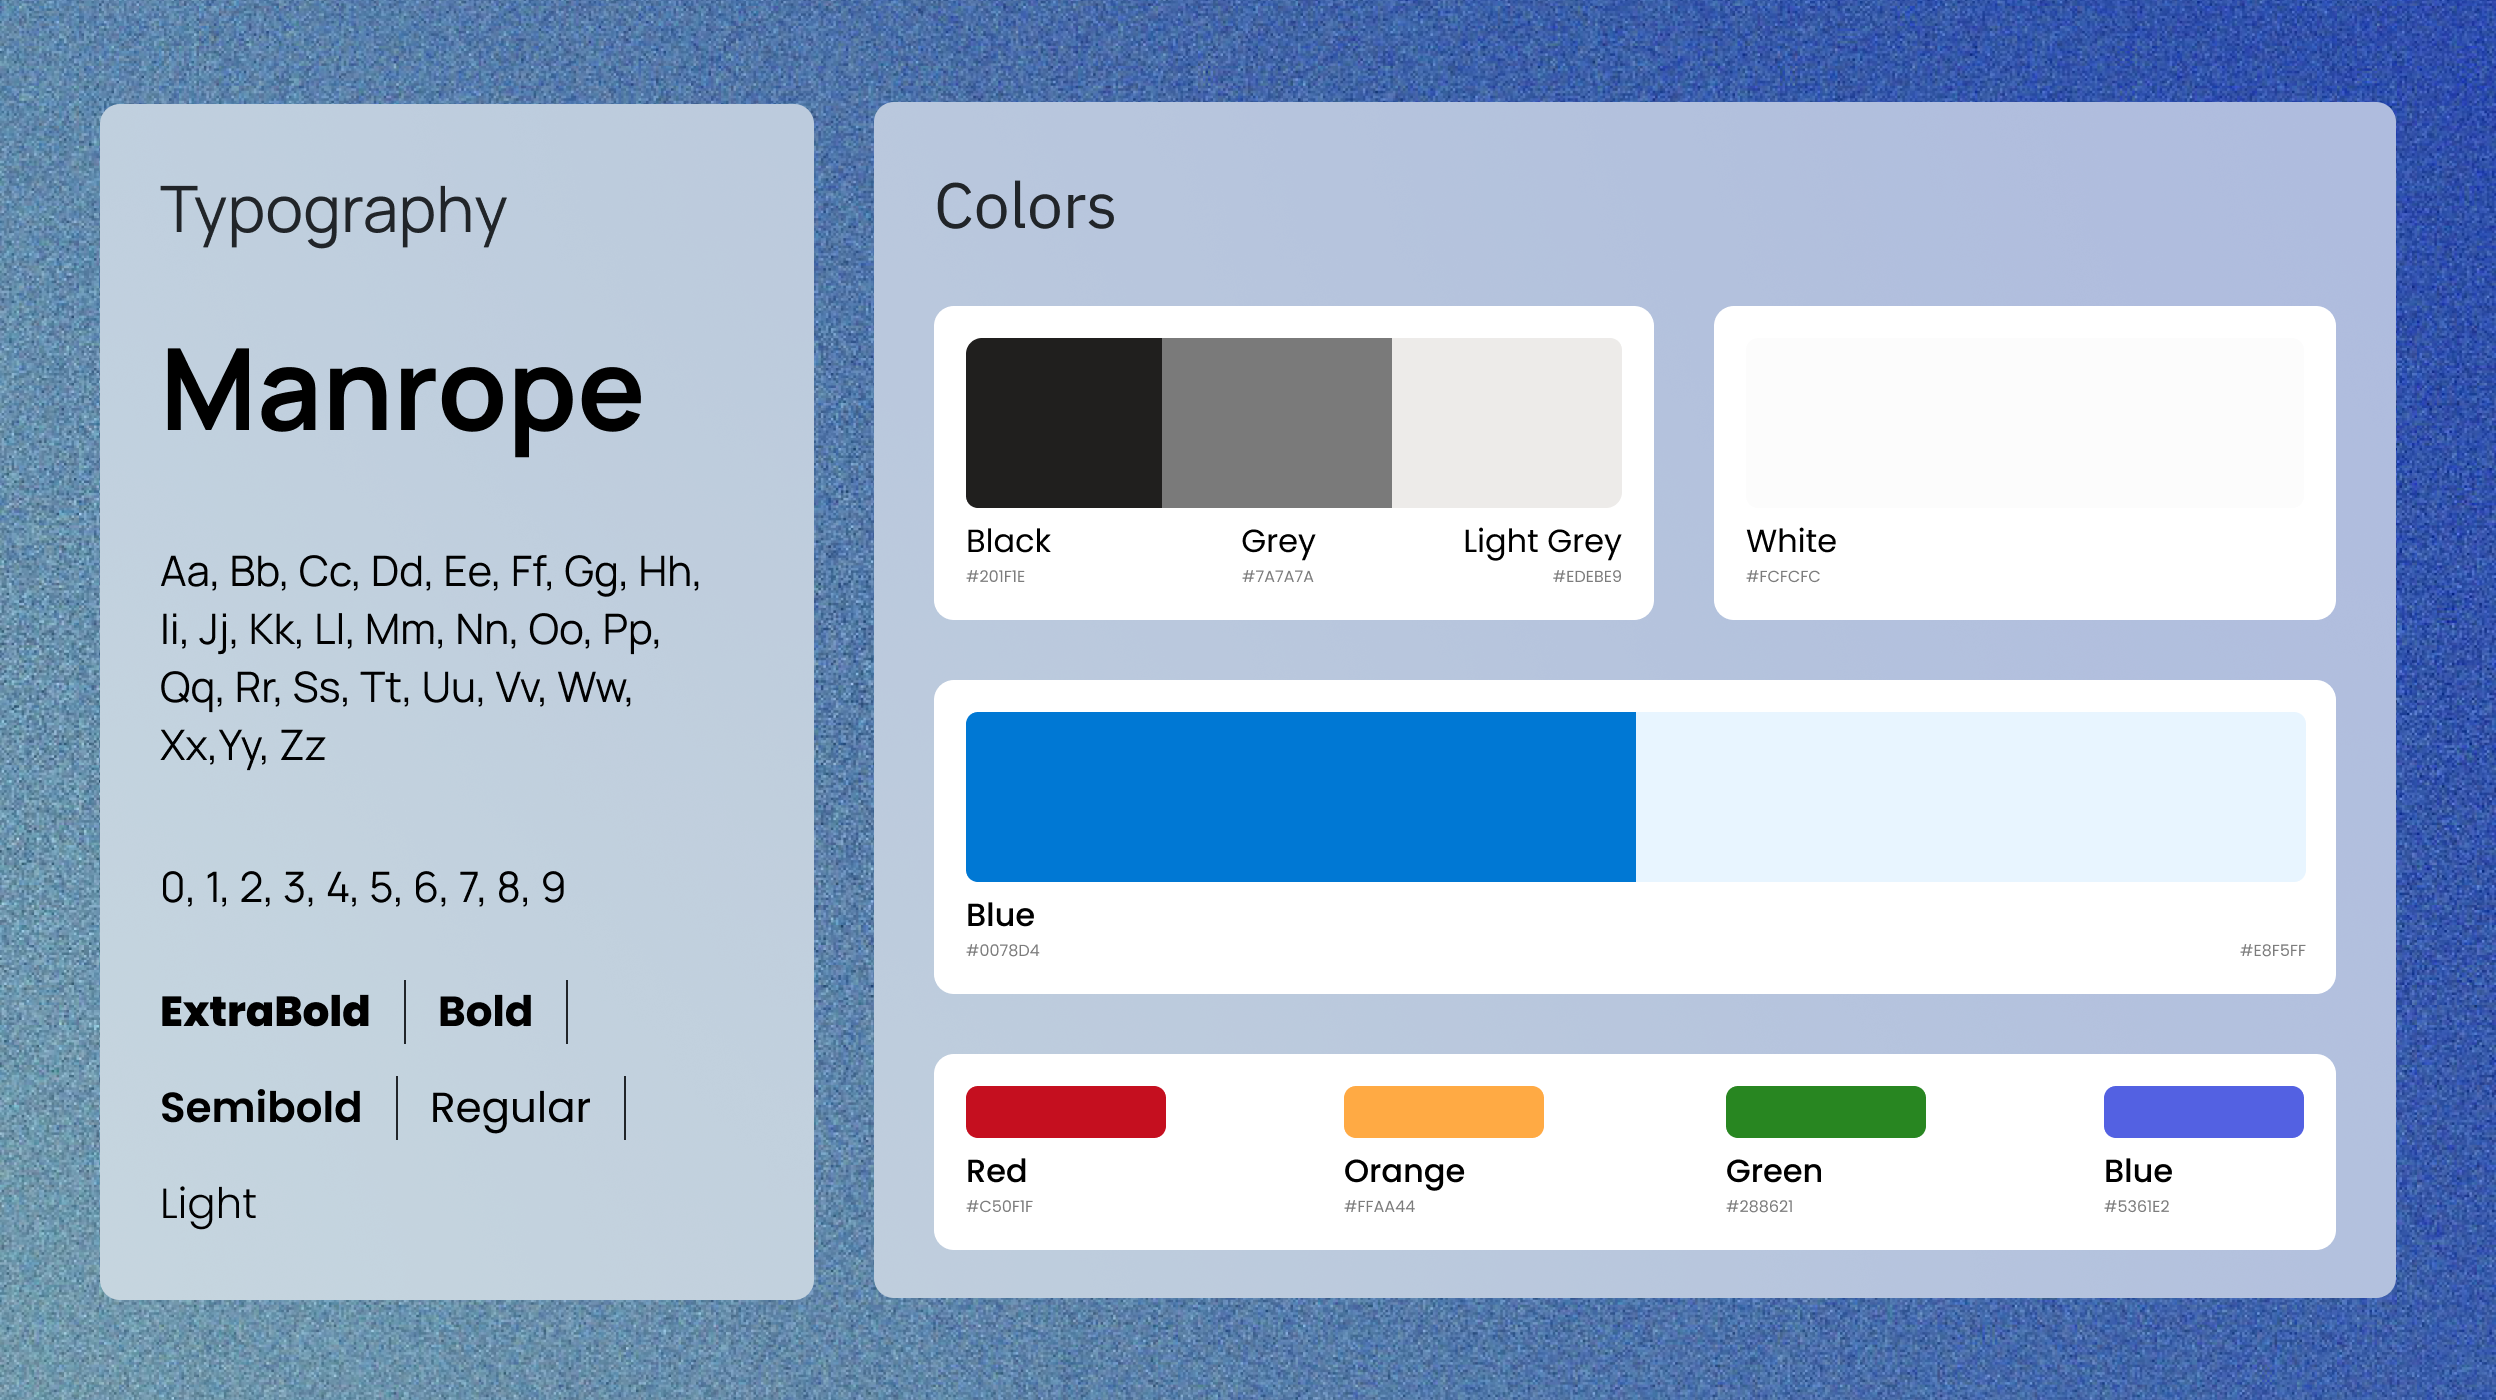 Typography
Manrope
Aa, Bb, Cc, Dd, Ee, Ff, Gg, Hh,
Ii, Jj, Kk, Ll, Mm, Nn, Oo, Pp,
Qq, Rr, Ss, Tt, Uu, Vv, Ww,
Xx,Yy, Zz
0, 1, 2, 3, 4, 5, 6, 7, 8, 9
ExtraBold | Bold |
Semibold | Regular |
Light
Colors
Black Grey Light Grey
#201F1E #7A7A7A #EDEBE9
White
#FCFCFC
Blue
#0078D4 #E8F5FF
Red Orange Green Blue
#C50F1F #FFAA44 #288621 #5361E2